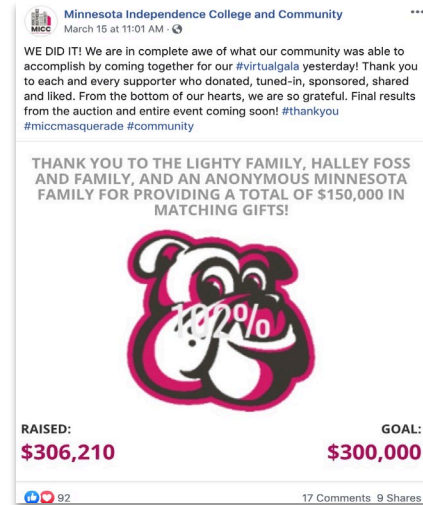 Minnesota Independence College and Community
MICC
March 15 at 11:01 AM ·
WE DID IT! We are in complete awe of what our community was able to
accomplish by coming together for our #virtualgala yesterday! Thank you
to each and every supporter who donated, tuned-in, sponsored, shared
and liked. From the bottom of our hearts, we are so grateful. Final results
from the auction and entire event coming soon! #thankyou
#miccmasquerade #community
THANK YOU TO THE LIGHTY FAMILY, HALLEY FOSS
AND FAMILY, AND AN ANONYMOUS MINNESOTA
FAMILY FOR PROVIDING A TOTAL OF $150,000 IN
MATCHING GIFTS!
102%
RAISED:
$306,210
GOAL:
$300,000
92
17 Comments 9 Shares